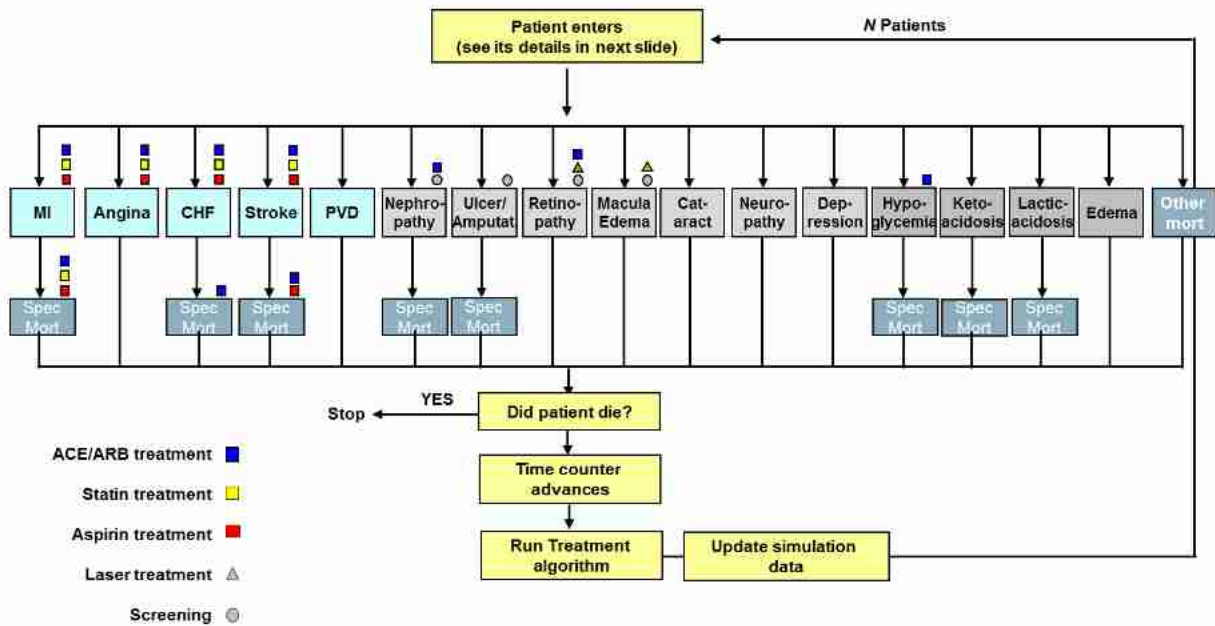 Patient enters
(see its details in next slide)
N Patients
MI
Angina
CHF
Stroke
PVD
Nephro-
pathy
Ulcer/
Amputat.
Retino-
pathy
Macula
Edema
Cat-
aract
Neuro-
pathy
Dep-
ression
Hypo-
glycemia
Keto-
acidosis
Lactic-
acidosis
Edema
Other
mort
Spec
Mort
Spec
Mort
Spec
Mort
Spec
Mort
Spec
Mort
Spec
Mort
Spec
Mort
Spec
Mort
Did patient die?
YES
Stop
Time counter
advances
Run Treatment
algorithm
Update simulation
data
ACE/ARB treatment
Statin treatment
Aspirin treatment
Laser treatment
Screening